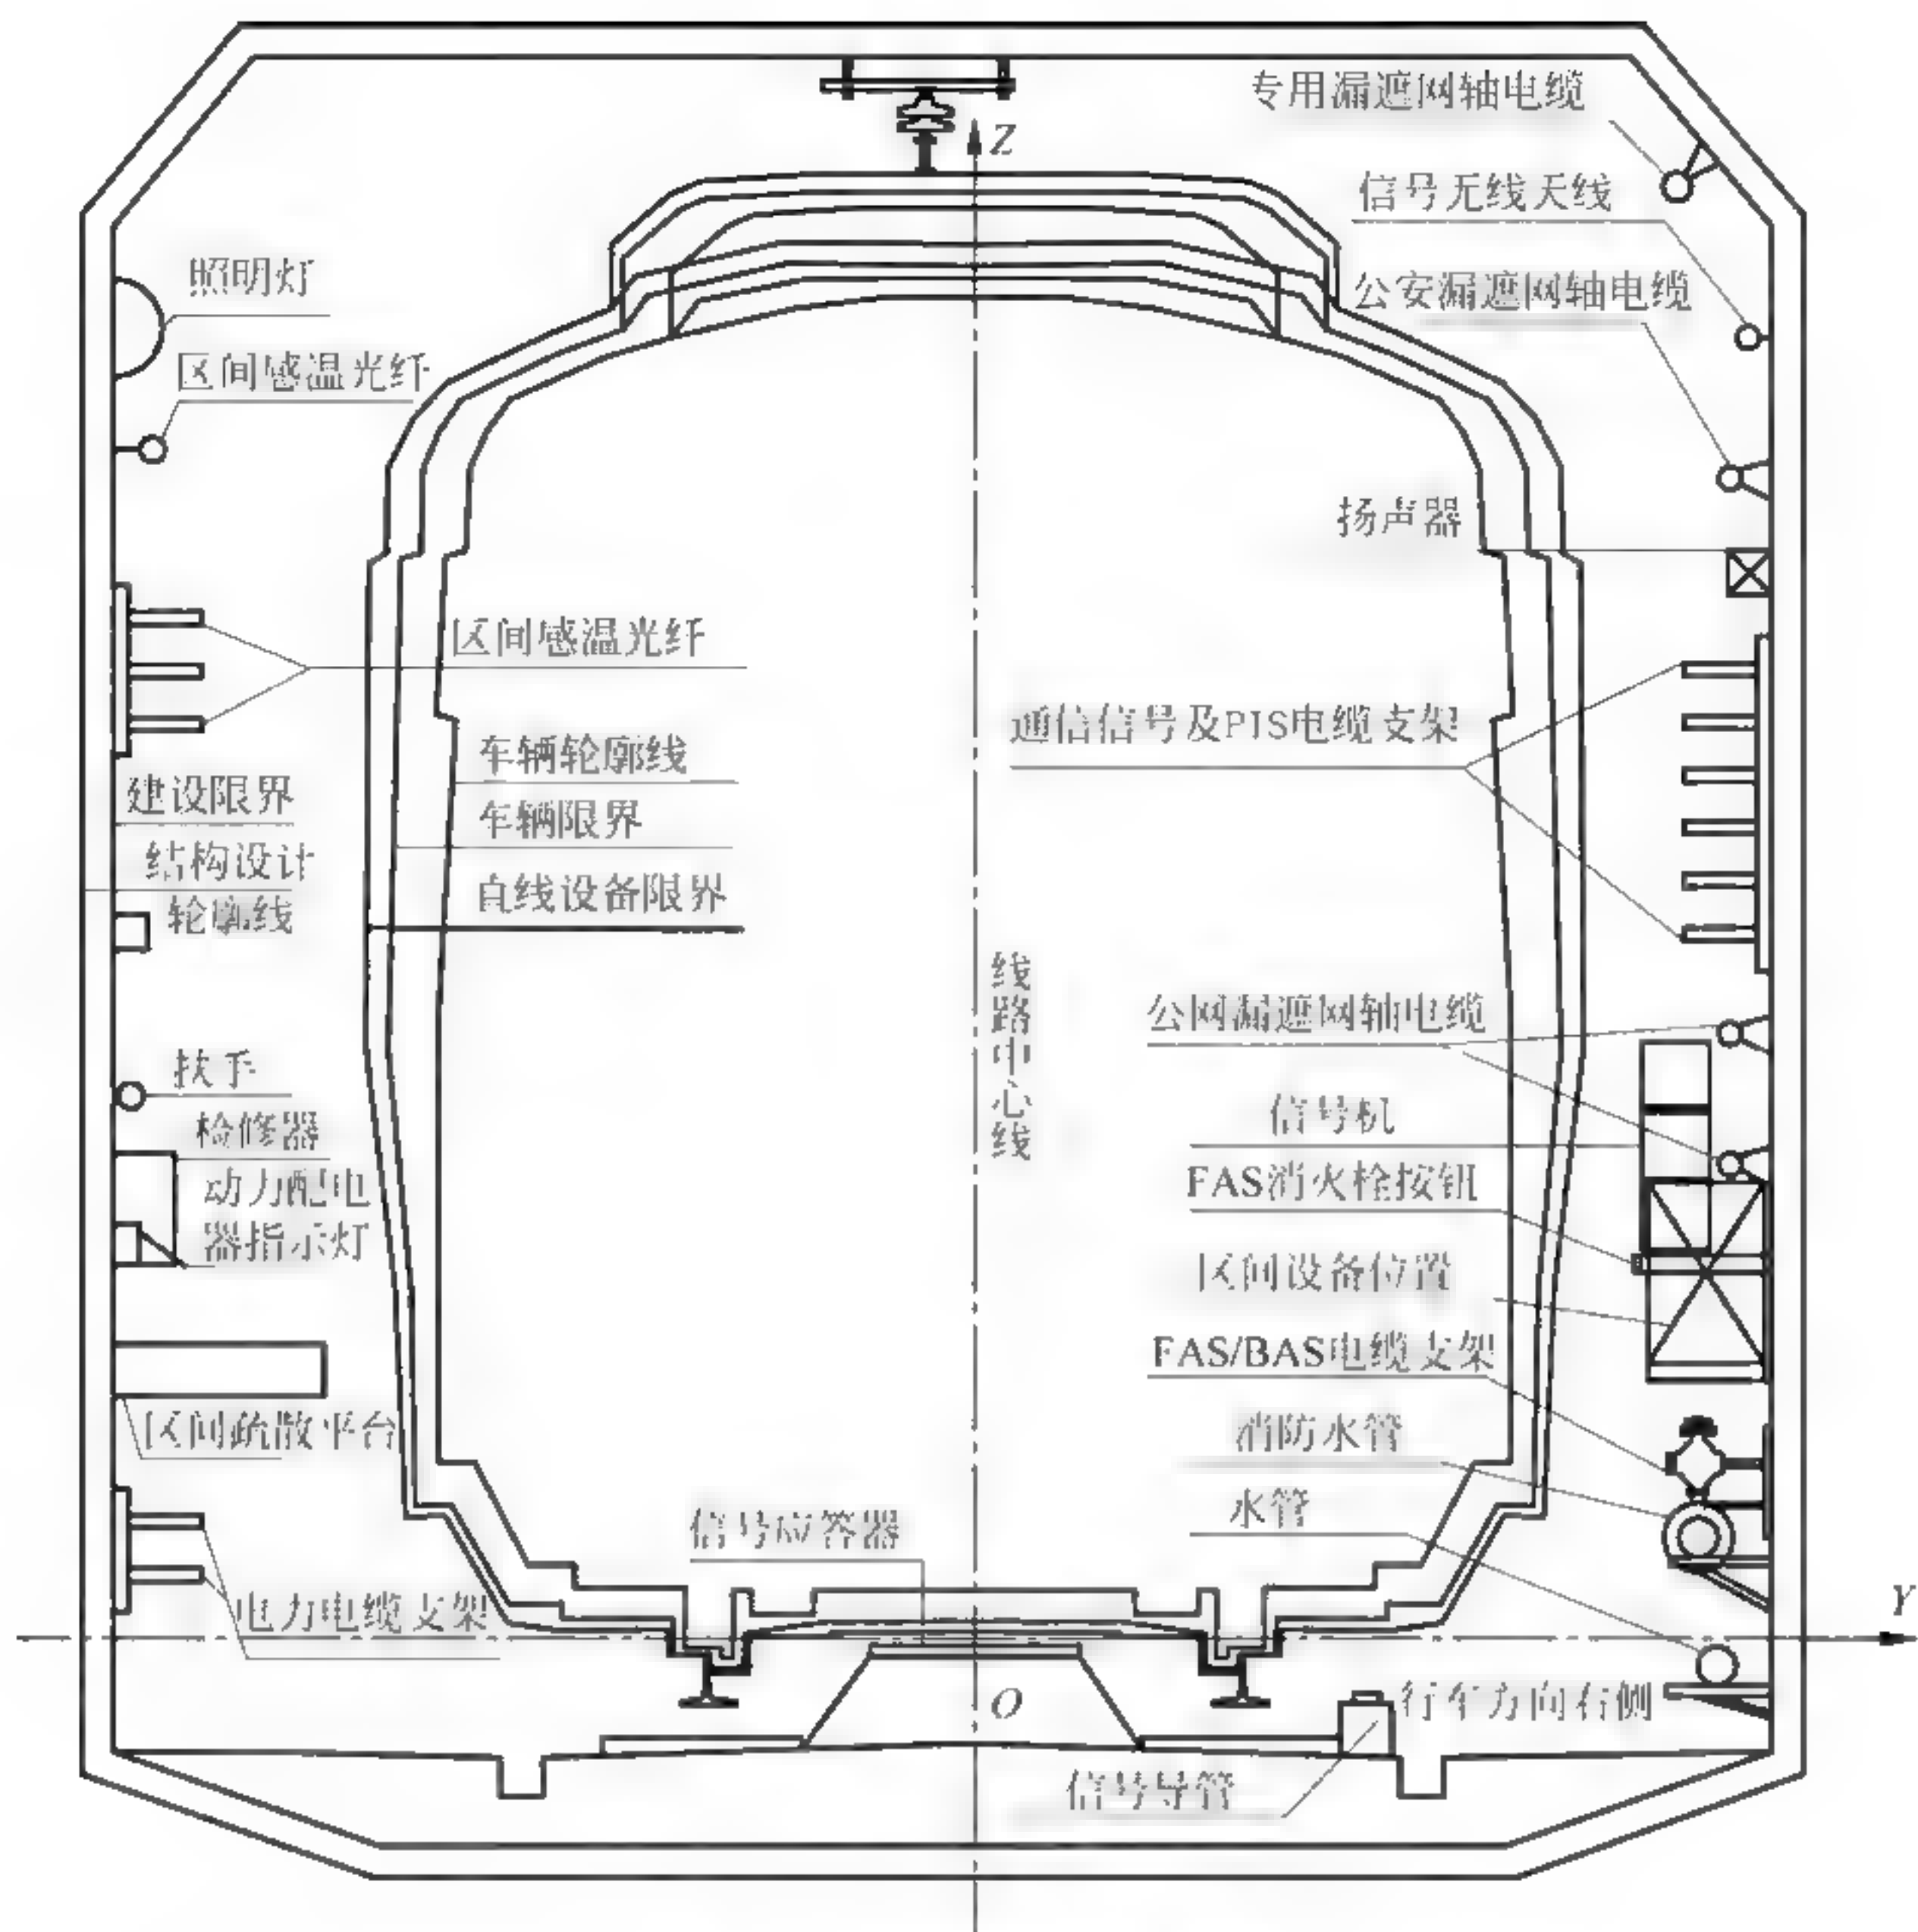 专用漏遮网轴电缆
Z
信号无线天线
照明灯
公安漏遮网轴电缆
区间感温光纤
扬声器
区间感温光纤
通信信号及PIS电缆支架
车辆轮廓线
建设限界
车辆限界
结构设计
轮廓线
直线设备限界
线路中心线
公网漏遮网轴电缆
扶手
信号机
检修器
FAS消火栓按钮
动力配电
器指示灯
区间设备位置
FAS/BAS电缆支架
区间疏散平台
消防水管
水管
信号应答器
电力电缆支架
Y
O
行车方向右侧
信号导管